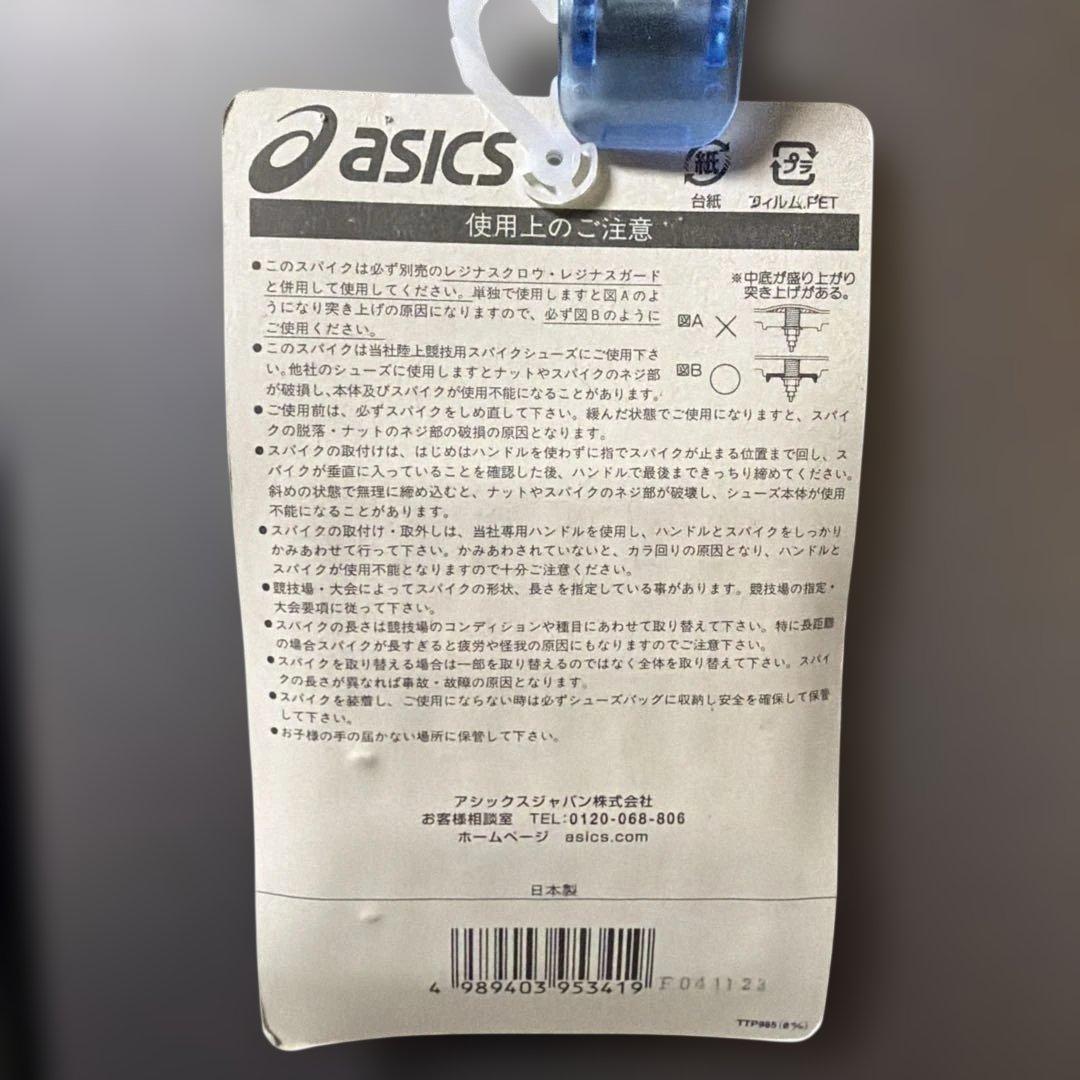 asics
紙
プラ
台紙
フィルム.PET
使用上のご注意
●このスパイクは必ず別売のレジナスクロウ・レジナスガード
と併用して使用してください。単独で使用しますと図Aのよ
うになり突き上げの原因になりますので、必ず図Bのように
ご使用ください。
※中底が盛り上がり
突き上げがある。
図A ×
図B ○
●このスパイクは当社陸上競技用スパイクシューズにご使用下さ
い。他社のシューズに使用しますとナットやスパイクのネジ部
が破損し、本体及びスパイクが使用不能になることがあります。
●ご使用前は、必ずスパイクをしめ直して下さい。緩んだ状態でご使用になりますと、スパイ
クの脱落・ナットのネジ部の破損の原因となります。
●スパイクの取付けは、はじめはハンドルを使わずに指でスパイクが止まる位置まで回し、ス
パイクが垂直に入っていることを確認した後、ハンドルで最後まできっちり締めてください。
斜めの状態で無理に締め込むと、ナットやスパイクのネジ部が破壊し、シューズ本体が使用
不能になることがあります。
●スパイクの取付け・取外しは、当社専用ハンドルを使用し、ハンドルとスパイクをしっかり
かみあわせて行って下さい。かみあわされていないと、カラ回りの原因となり、ハンドルと
スパイクが使用不能となりますので十分ご注意ください。
●競技場・大会によってスパイクの形状、長さを指定している事があります。競技場の指定・
大会要項に従って下さい。
●スパイクの長さは競技場のコンディションや種目にあわせて取り替えて下さい。特に長距離
の場合スパイクが長すぎると疲労や怪我の原因にもなりますのでご注意下さい。
●スパイクを取り替える場合は一部を取り替えるのではなく全体を取り替えて下さい。スパイ
クの長さが異なれば事故・故障の原因となります。
●スパイクを装着し、ご使用にならない時は必ずシューズバッグに収納し安全を確保して保管
して下さい。
●お子様の手の届かない場所に保管して下さい。
アシックスジャパン株式会社
お客様相談室 TEL:0120-068-806
ホームページ asics.com
日本製
4 989403 953419
F041123
TTP985